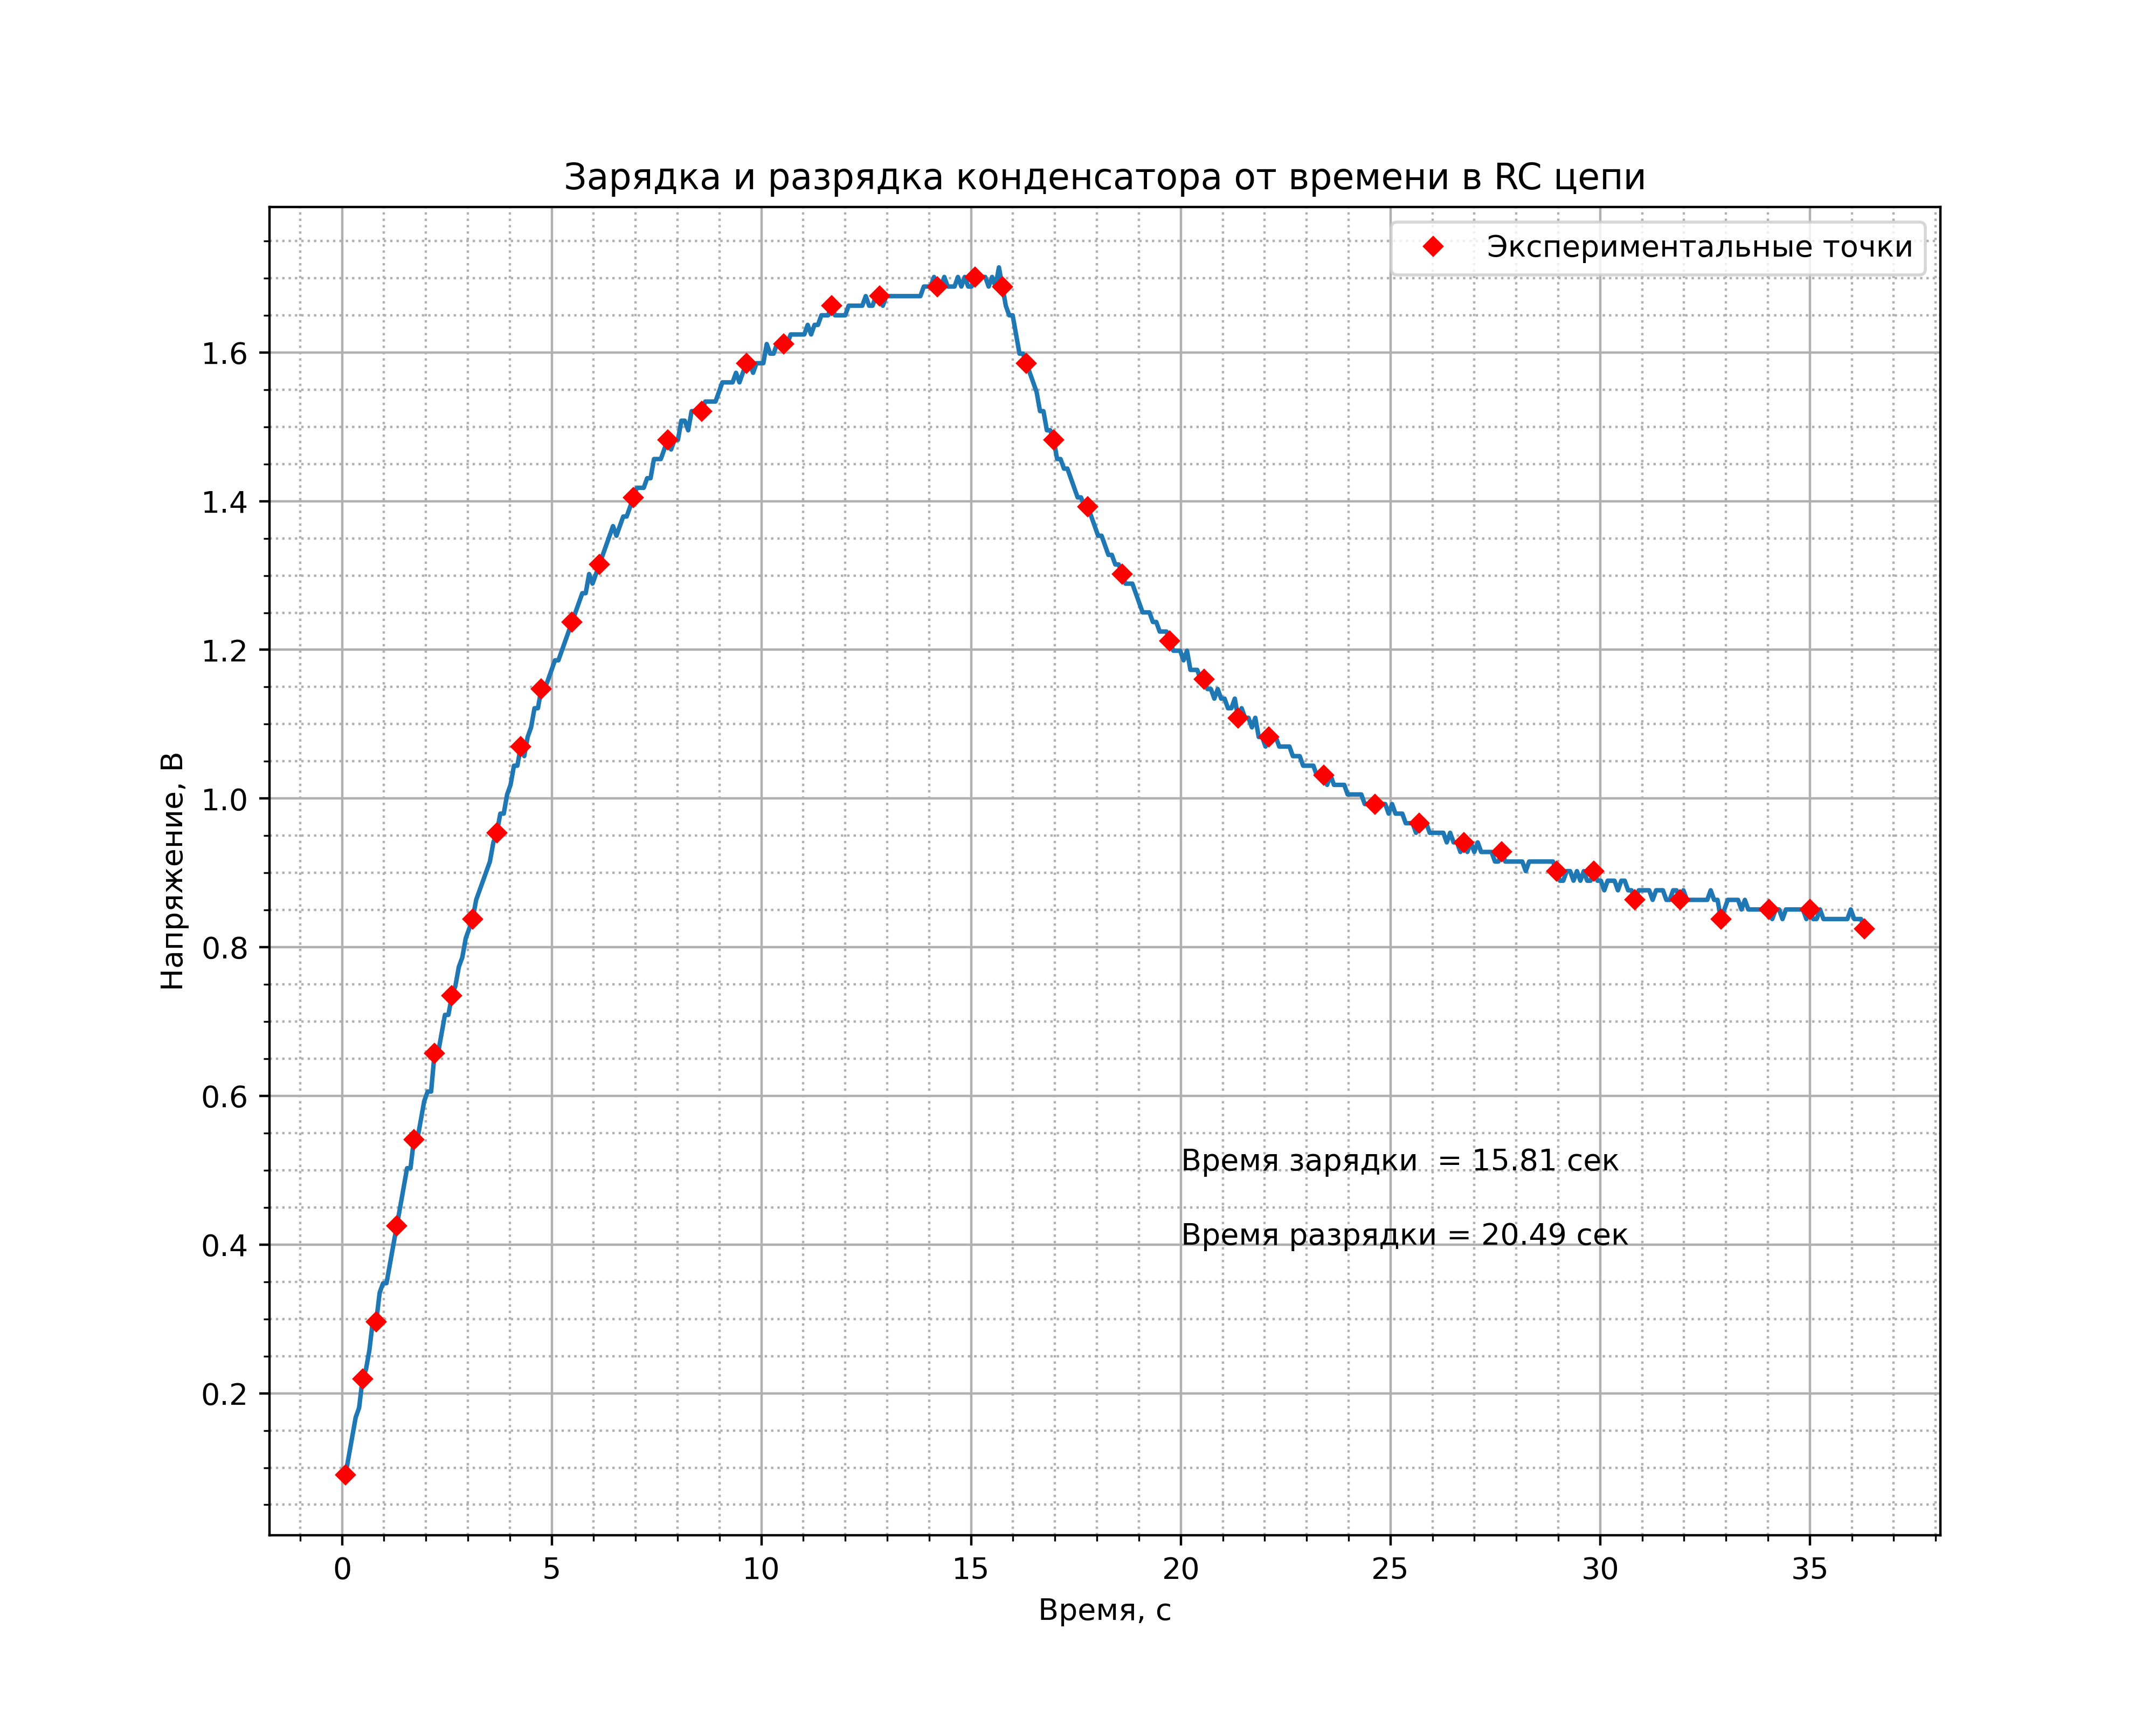 Зарядка и разрядка конденсатора от времени в RC цепи
Экспериментальные точки
Напряжение, В
1.6
1.4
1.2
1.0
0.8
0.6
0.4
0.2
Время зарядки  = 15.81 сек
Время разрядки = 20.49 сек
0 5 10 15 20 25 30 35
Время, с